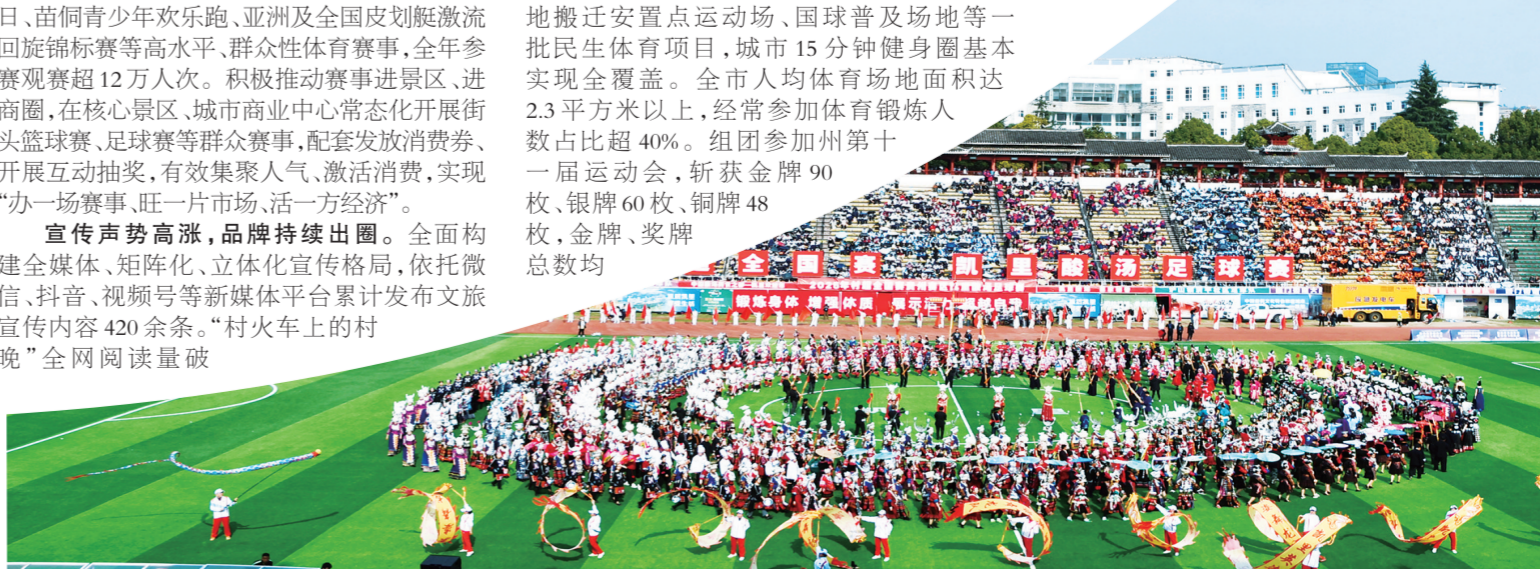 日、苗侗青少年欢乐跑、亚洲及全国皮划艇激流
回旋锦标赛等高水平、群众性体育赛事,全年参
赛观赛超12万人次。积极推动赛事进景区、进
商圈,在核心景区、城市商业中心常态化开展街
头篮球赛、足球赛等群众赛事,配套发放消费券、
开展互动抽奖,有效集聚人气、激活消费,实现
“办一场赛事、旺一片市场、活一方经济”。
宣传声势高涨,品牌持续出圈。全面构
建全媒体、矩阵化、立体化宣传格局,依托微
信、抖音、视频号等新媒体平台累计发布文旅
宣传内容420余条。“村火车上的村
晚”全网阅读量破
地搬迁安置点运动场、国球普及场地等一
批民生体育项目,城市15分钟健身圈基本
实现全覆盖。全市人均体育场地面积达
2.3平方米以上,经常参加体育锻炼人
数占比超40%。组团参加州第十
一届运动会,斩获金牌90
枚、银牌60枚、铜牌48
枚,金牌、奖牌
总数均
全国赛 凯里酸汤足球赛
锻炼身体 增强体质 展示活力 超越自我